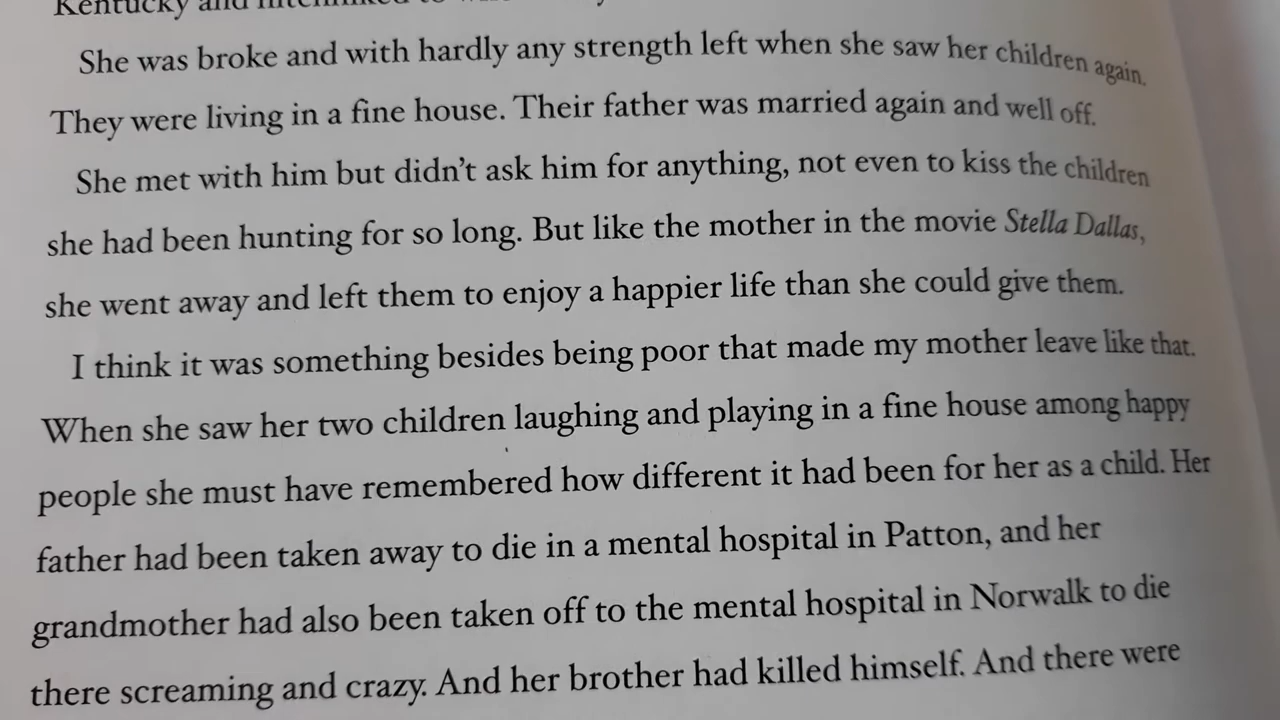 Kentucky and hitchhiked to
She was broke and with hardly any strength left when she saw her children again.
They were living in a fine house. Their father was married again and well off.
She met with him but didn’t ask him for anything, not even to kiss the children
she had been hunting for so long. But like the mother in the movie Stella Dallas,
she went away and left them to enjoy a happier life than she could give them.
I think it was something besides being poor that made my mother leave like that.
When she saw her two children laughing and playing in a fine house among happy
people she must have remembered how different it had been for her as a child. Her
father had been taken away to die in a mental hospital in Patton, and her
grandmother had also been taken off to the mental hospital in Norwalk to die
there screaming and crazy. And her brother had killed himself. And there were